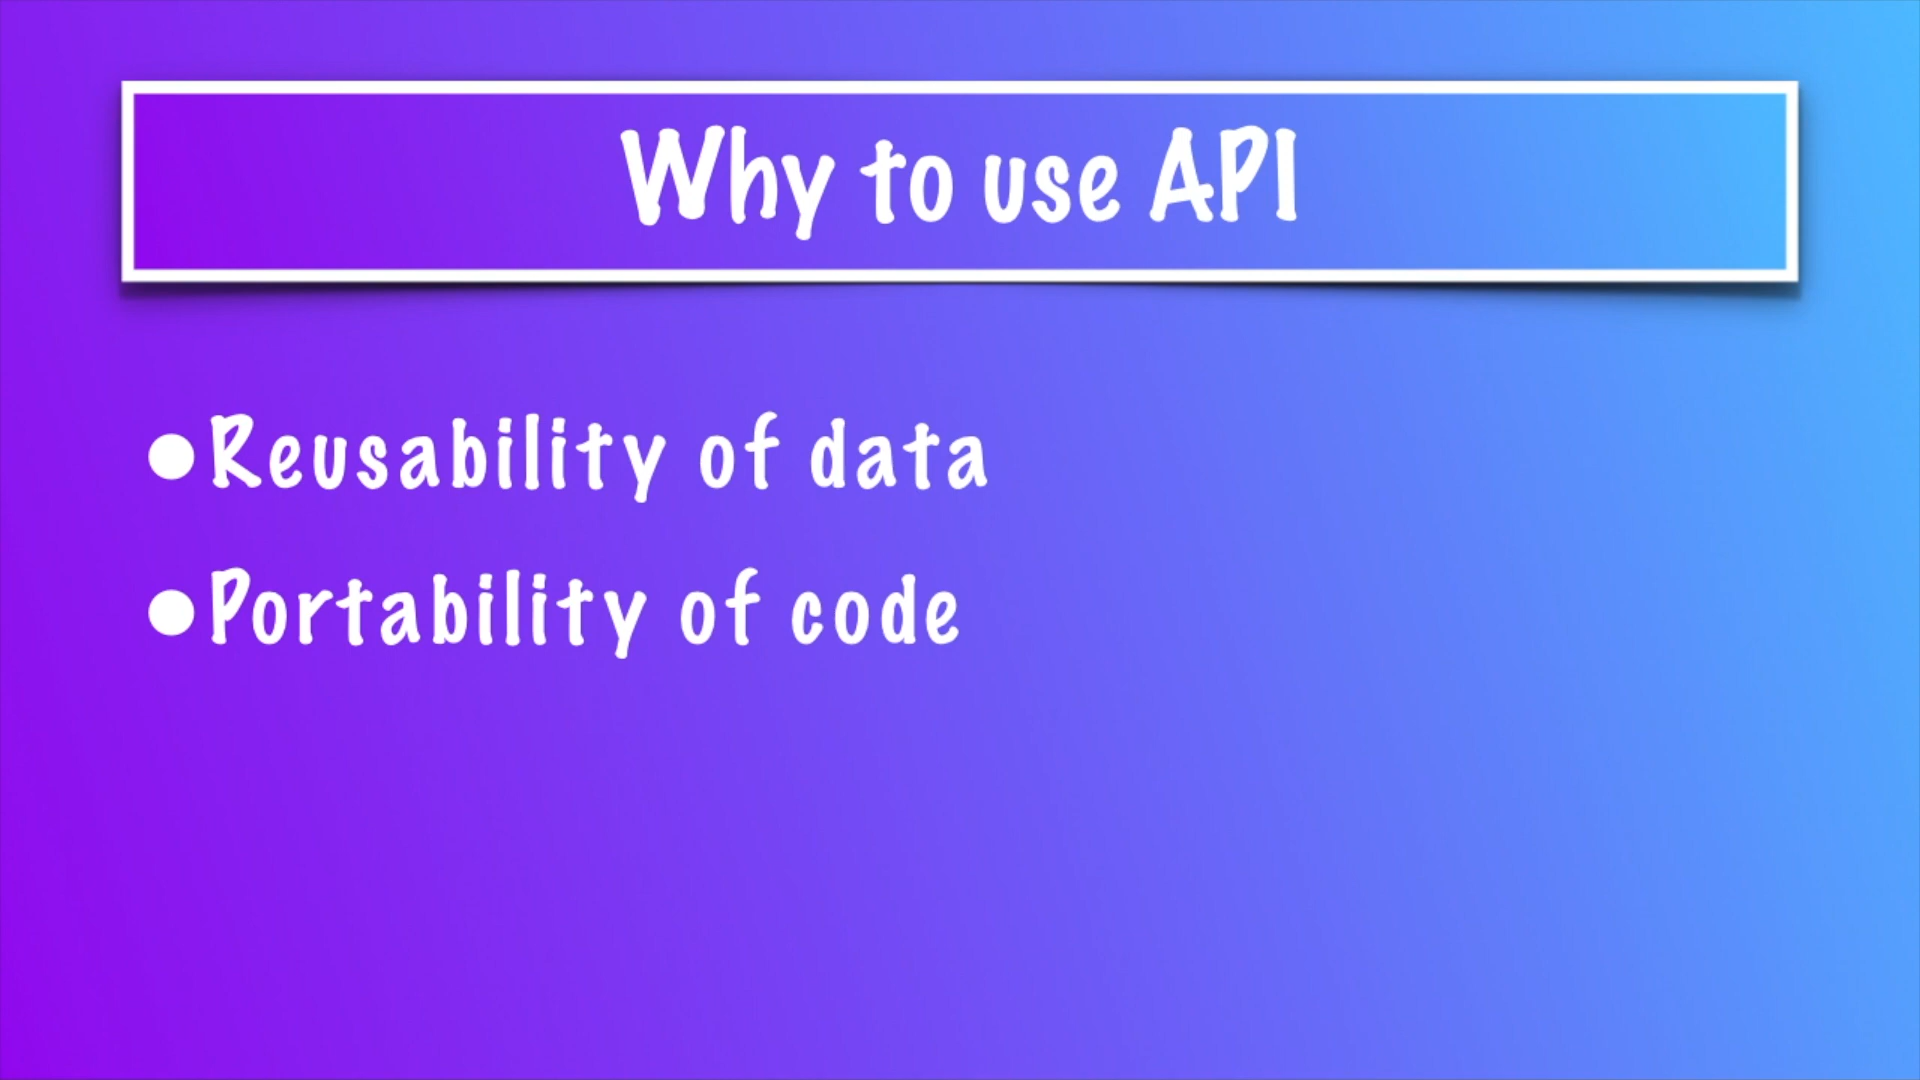 Why to use API
•Reusability of data
•Portability of code